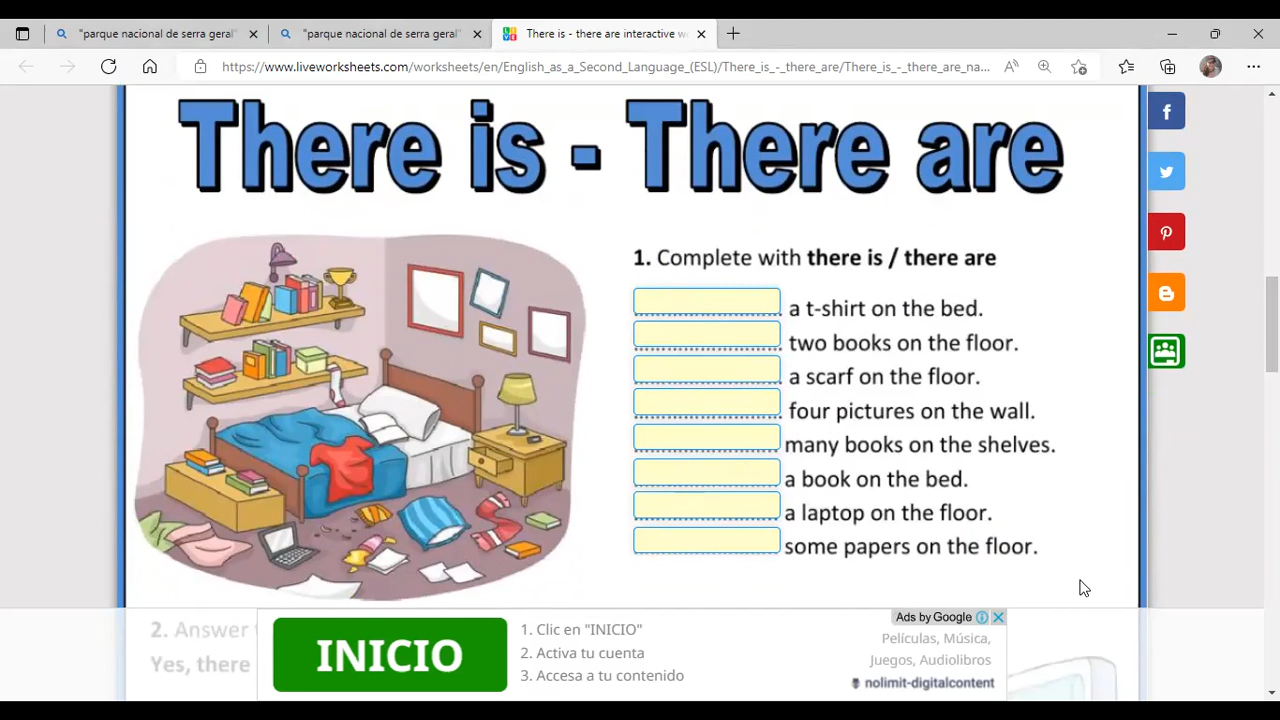 "parque nacional de serra geral"
"parque nacional de serra geral"
There is - there are interactive wo
https://www.liveworksheets.com/worksheets/en/English_as_a_Second_Language_(ESL)/There_is_-_there_are/There_is_-_there_are_na...
There is - There are
1. Complete with there is / there are
a t-shirt on the bed.
two books on the floor.
a scarf on the floor.
four pictures on the wall.
many books on the shelves.
a book on the bed.
a laptop on the floor.
some papers on the floor.
2. Answer
Yes, there
INICIO
1. Clic en "INICIO"
2. Activa tu cuenta
3. Accesa a tu contenido
Ads by Google
Películas, Música,
Juegos, Audiolibros
nolimit-digitalcontent